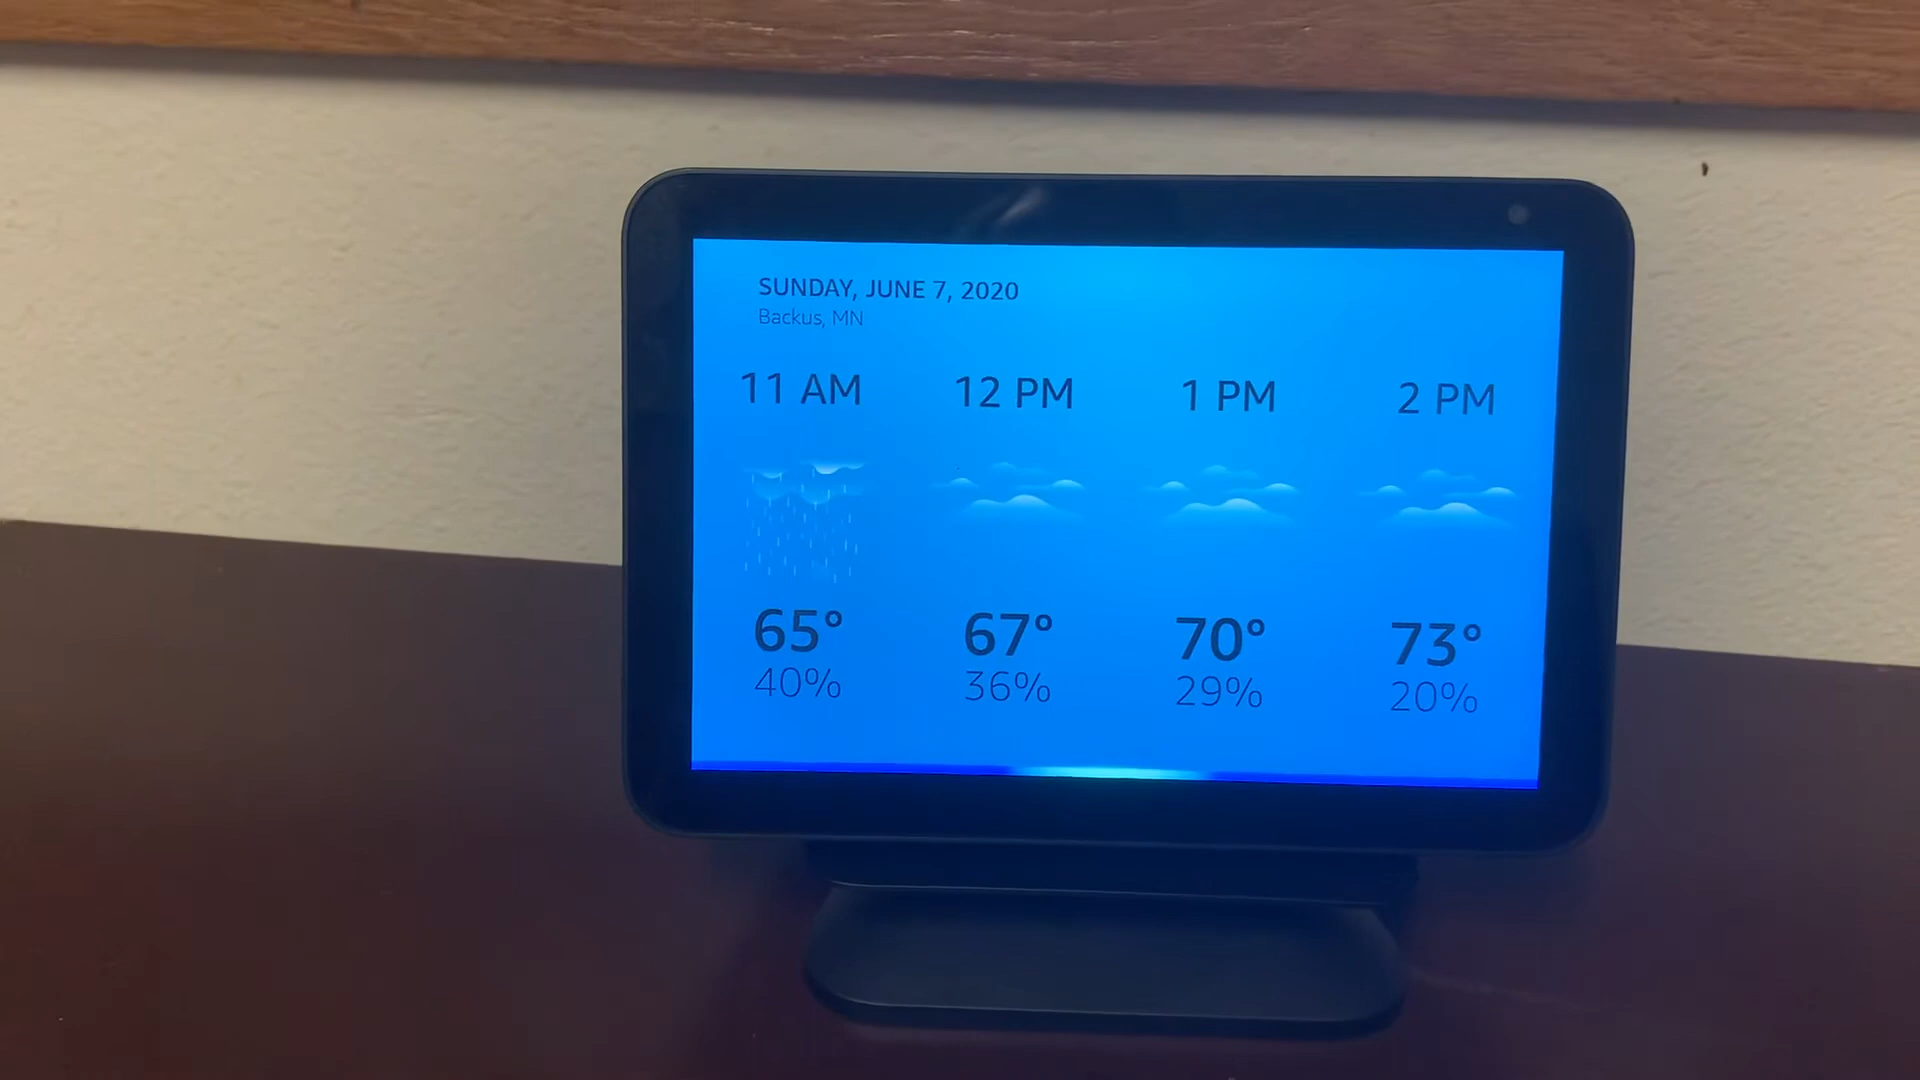 SUNDAY, JUNE 7, 2020
Backus, MN
11 AM 12 PM 1 PM 2 PM
65° 67° 70° 73°
40% 36% 29% 20%